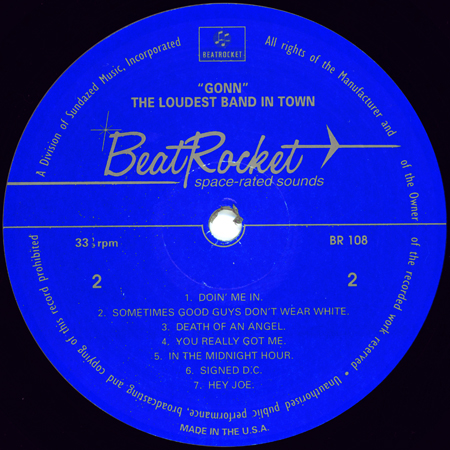 BEATROCKET
A Division of Sundazed Music, Incorporated
All rights of the Manufacturer and of the Owner of the recorded work reserved • Unauthorised public performance, broadcasting and copying of this record prohibited
"GONN"
THE LOUDEST BAND IN TOWN
BeatRocket
space-rated sounds
33 1/3 rpm
BR 108
2
2
1. DOIN' ME IN.
2. SOMETIMES GOOD GUYS DON'T WEAR WHITE.
3. DEATH OF AN ANGEL.
4. YOU REALLY GOT ME.
5. IN THE MIDNIGHT HOUR.
6. SIGNED D.C.
7. HEY JOE.
MADE IN THE U.S.A.